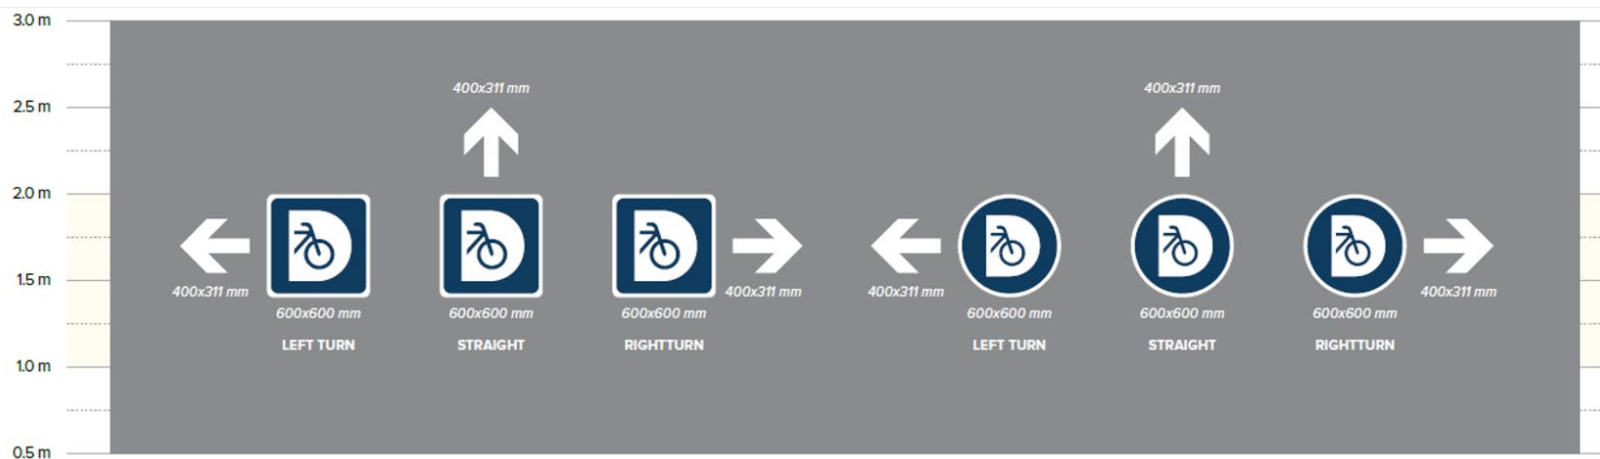 3.0 m
400x311 mm 400x311 mm
2.5 m
2.0 m
D D D D D D
1.5 m
400x311 mm 400x311 mm 400x311 mm 400x311 mm
600x600 mm 600x600 mm 600x600 mm 600x600 mm 600x600 mm 600x600 mm
LEFT TURN STRAIGHT RIGHTTURN LEFT TURN STRAIGHT RIGHTTURN
1.0 m
0.5 m